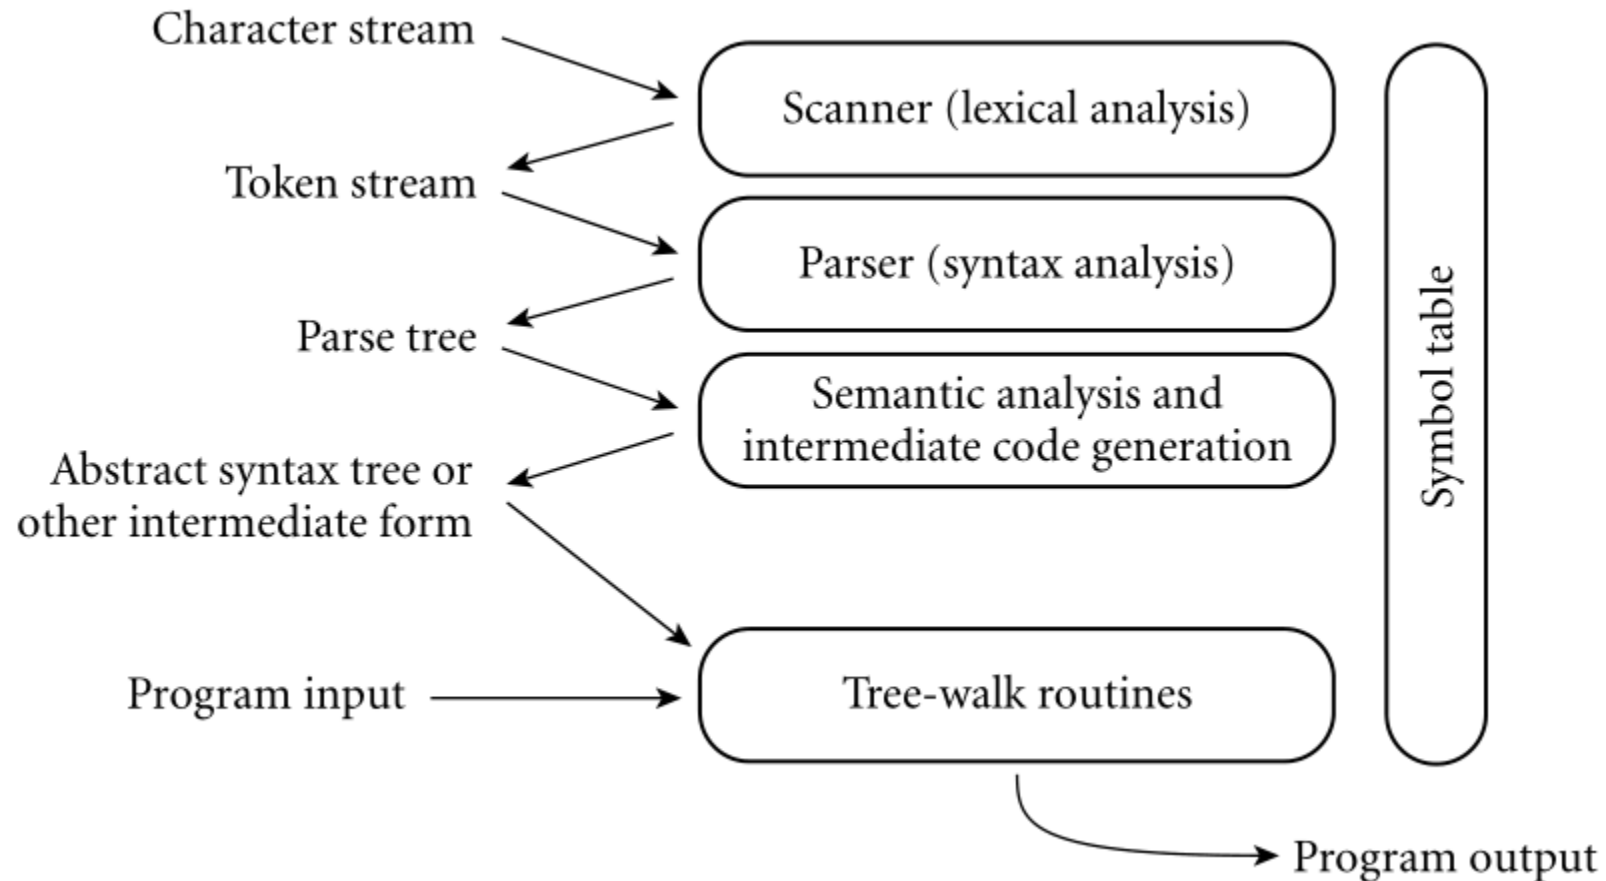 Character stream
Scanner (lexical analysis)
Token stream
Parser (syntax analysis)
Parse tree
Semantic analysis and
intermediate code generation
Abstract syntax tree or
other intermediate form
Program input
Tree-walk routines
Symbol table
Program output